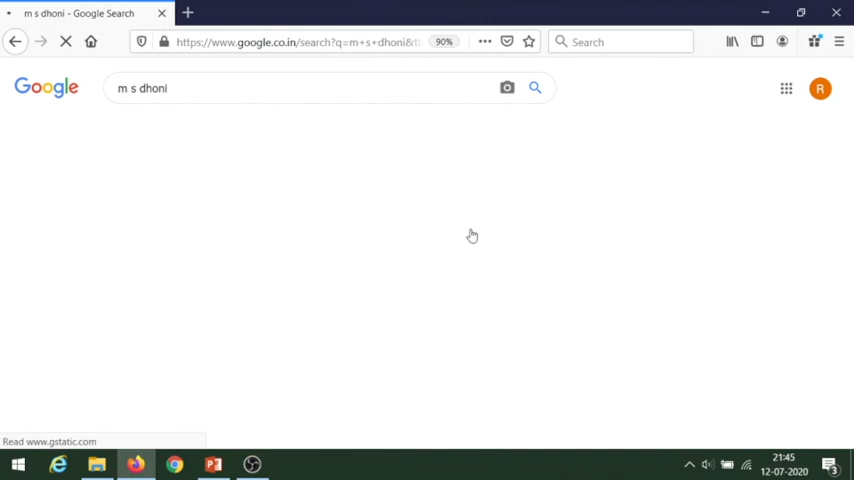 m s dhoni - Google Search
https://www.google.co.in/search?q=m+s+dhoni&t
90%
Search
Google
m s dhoni
R
Read www.gstatic.com
21:45
12-07-2020
3